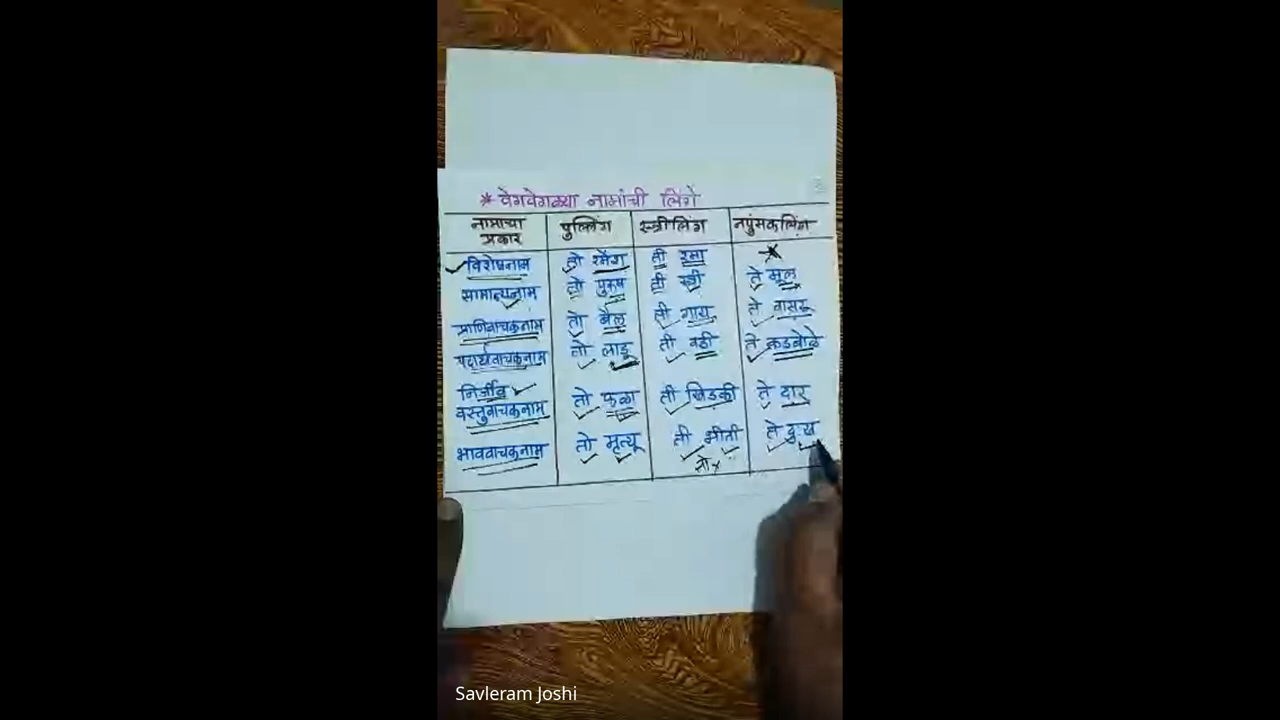 * वेगवेगळ्या नामांची लिंगे
नामाचा प्रकार पुल्लिंग स्त्रीलिंग नपुंसकलिंग
विशेषनाम तो रमेश ती रमा ×
सामान्यनाम तो पुरुष ती स्त्री ते मूल
प्राणिवाचकनाम तो बैल ती गाय ते वासरू
पदार्थवाचकनाम तो लाडू ती वडी ते कडबोळे
निर्जीव
वस्तुवाचकनाम तो फळा ती खिडकी ते दार
भाववाचकनाम तो मृत्यू ती भीती ते दुःख
तो ×
Savleram Joshi